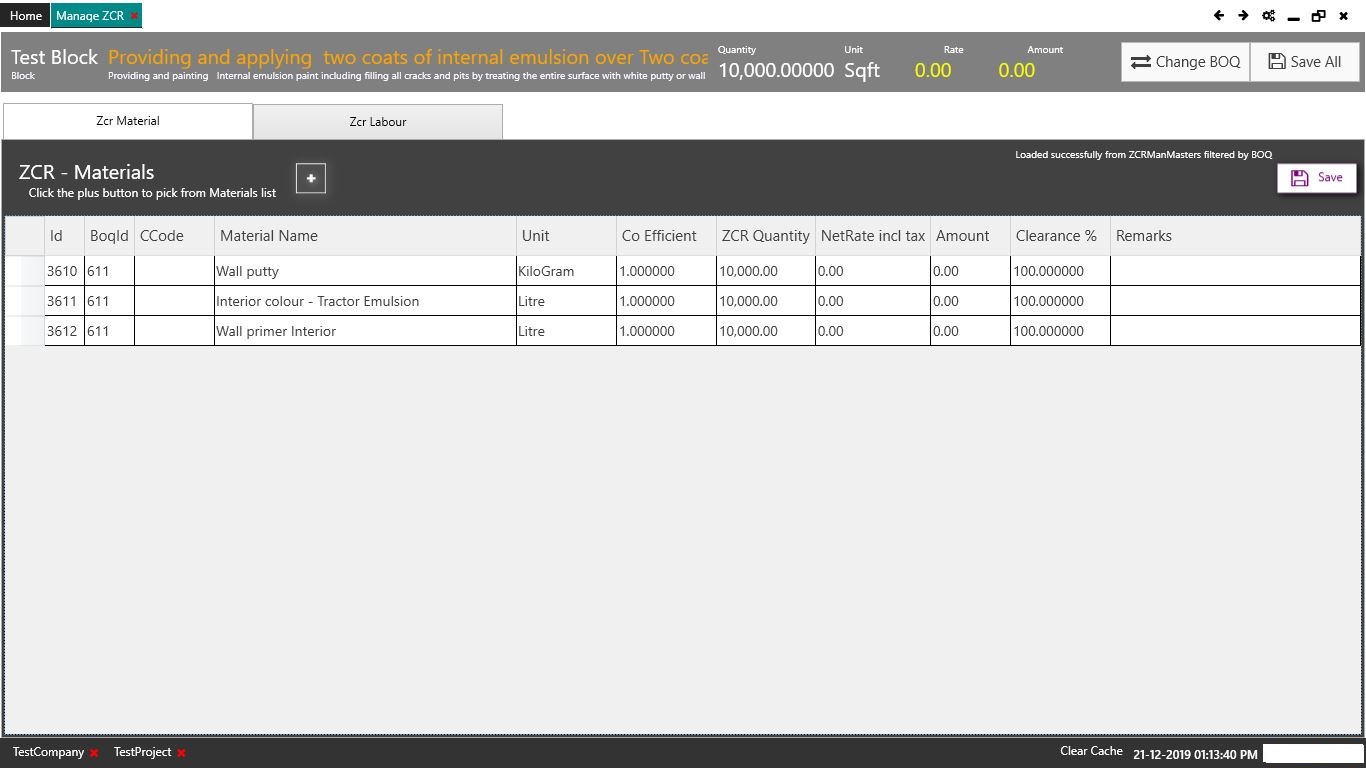 Home Manage ZCR
Test Block Providing and applying two coats of internal emulsion over Two coa Quantity Unit Rate Amount
Block Providing and painting Internal emulsion paint including filling all cracks and pits by treating the entire surface with white putty or wall 10,000.00000 Sqft 0.00 0.00 Change BOQ Save All
Zcr Material Zcr Labour
Loaded successfully from ZCRManMasters filtered by BOQ
ZCR - Materials
Click the plus button to pick from Materials list
Save
Id BoqId CCode Material Name Unit Co Efficient ZCR Quantity NetRate incl tax Amount Clearance % Remarks
3610 611 Wall putty KiloGram 1.000000 10,000.00 0.00 0.00 100.000000
3611 611 Interior colour - Tractor Emulsion Litre 1.000000 10,000.00 0.00 0.00 100.000000
3612 611 Wall primer Interior Litre 1.000000 10,000.00 0.00 0.00 100.000000
TestCompany TestProject Clear Cache 21-12-2019 01:13:40 PM